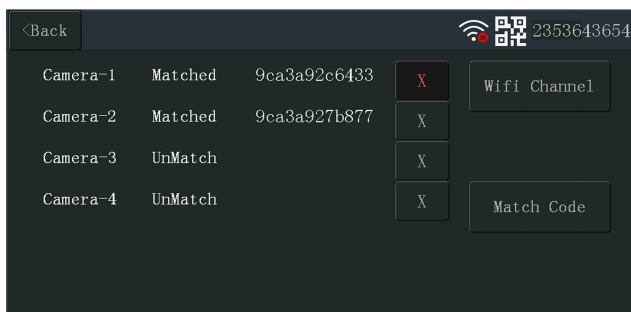 <Back 2353643654
Camera-1 Matched 9ca3a92c6433 X Wifi Channel
Camera-2 Matched 9ca3a927b877 X
Camera-3 UnMatch X
Camera-4 UnMatch X Match Code